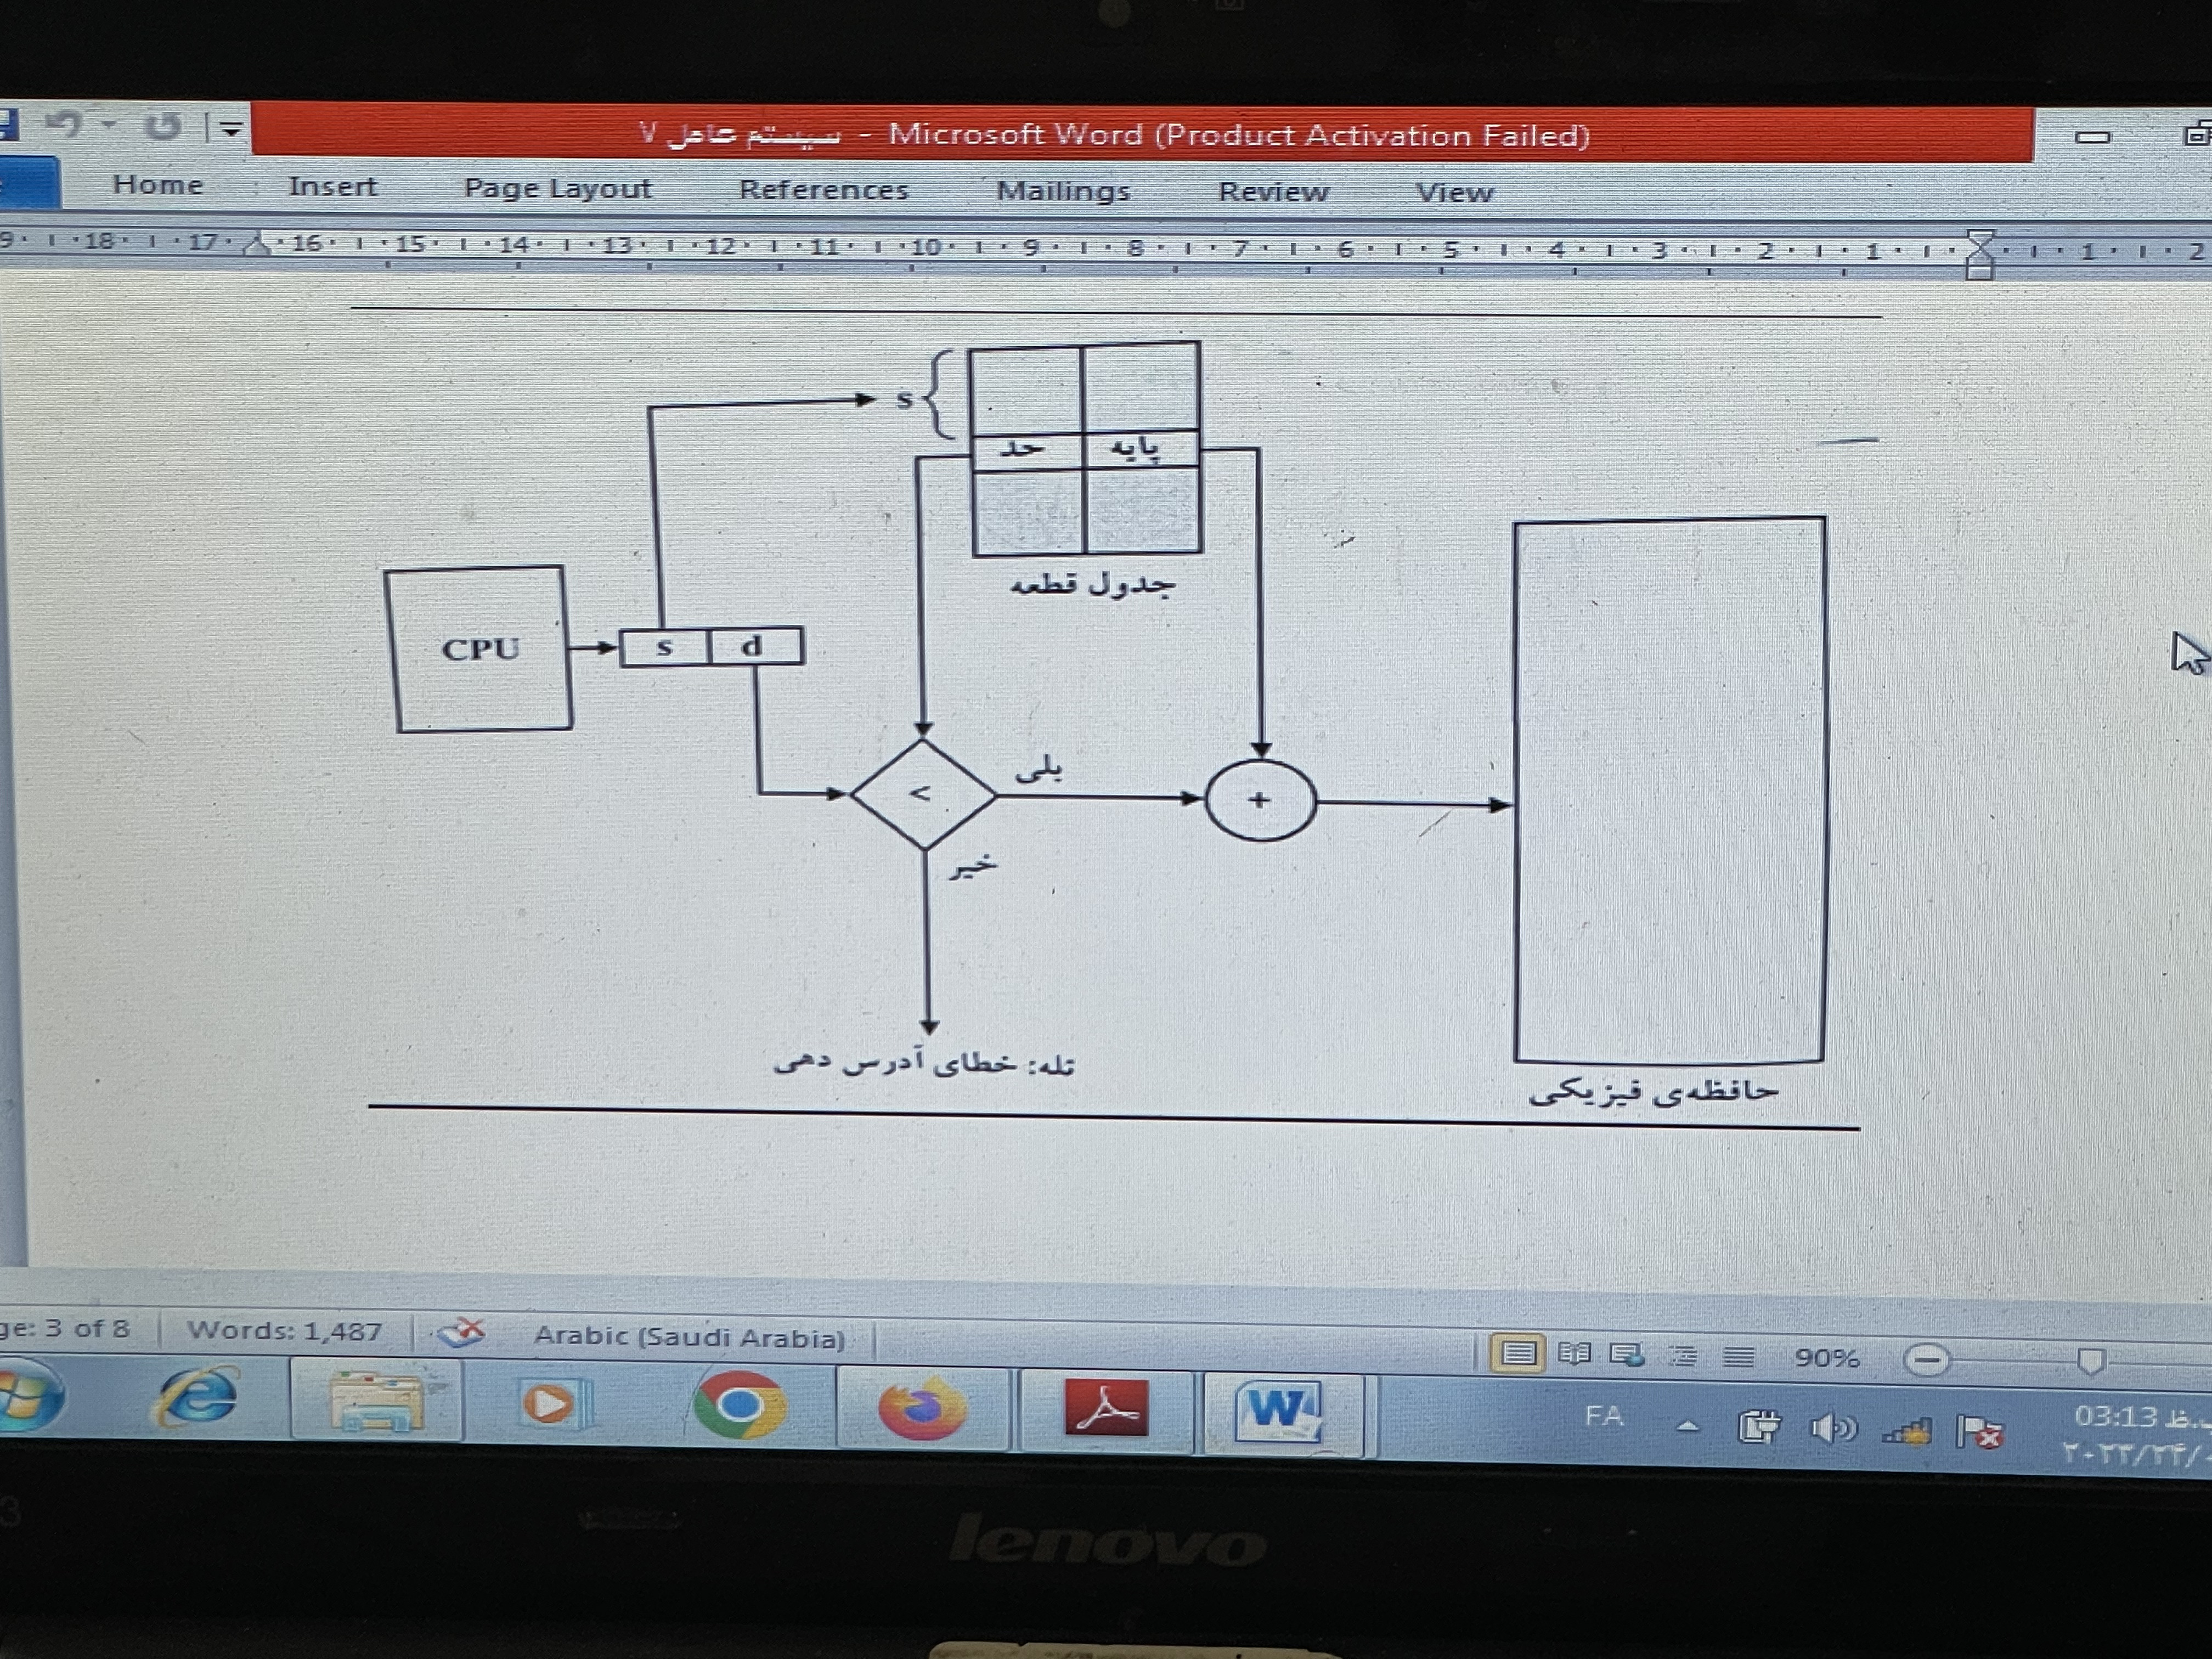 سیستم عامل ۷ - Microsoft Word (Product Activation Failed)
Home Insert Page Layout References Mailings Review View
18 17 16 15 14 13 12 11 10 9 8 7 6 5 4 3 2 1 1 2
s
حد پایه
جدول قطعه
CPU
s d
<
بلی
+
خیر
تله: خطای آدرس دهی
حافظه‌ی فیزیکی
ge: 3 of 8 Words: 1,487 Arabic (Saudi Arabia) 90%
FA
03:13
lenovo